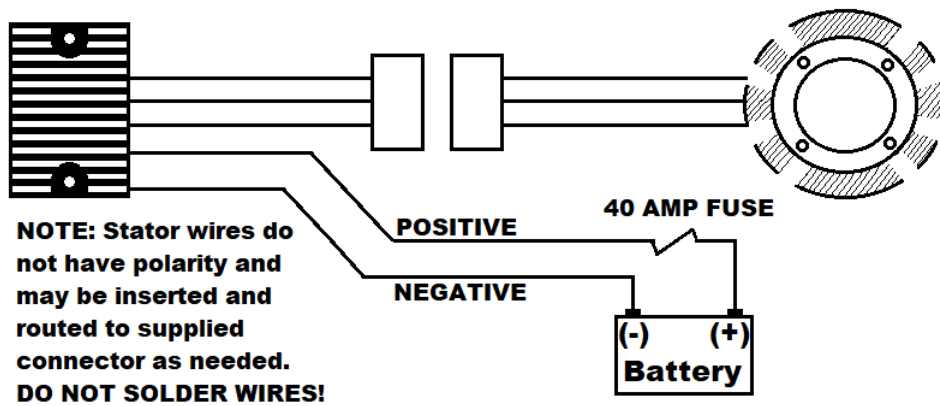 40 AMP FUSE
POSITIVE
NEGATIVE
NOTE: Stator wires do
not have polarity and
may be inserted and
routed to supplied
connector as needed.
DO NOT SOLDER WIRES!
(-) (+)
Battery